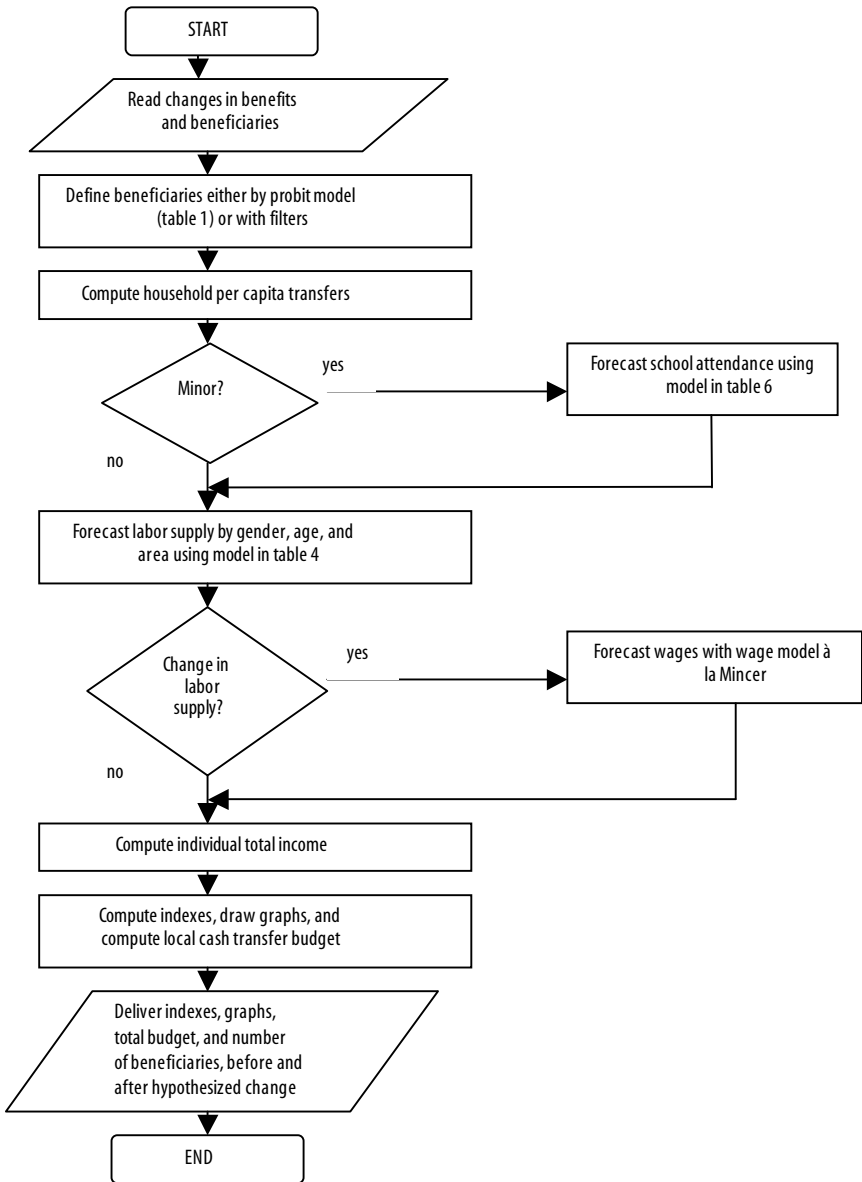 START
Read changes in benefits
and beneficiaries
Define beneficiaries either by probit model
(table 1) or with filters
Compute household per capita transfers
Minor?
yes
Forecast school attendance using
model in table 6
no
Forecast labor supply by gender, age, and
area using model in table 4
Change in
labor
supply?
yes
Forecast wages with wage model à
la Mincer
no
Compute individual total income
Compute indexes, draw graphs, and
compute local cash transfer budget
Deliver indexes, graphs,
total budget, and number
of beneficiaries, before and
after hypothesized change
END